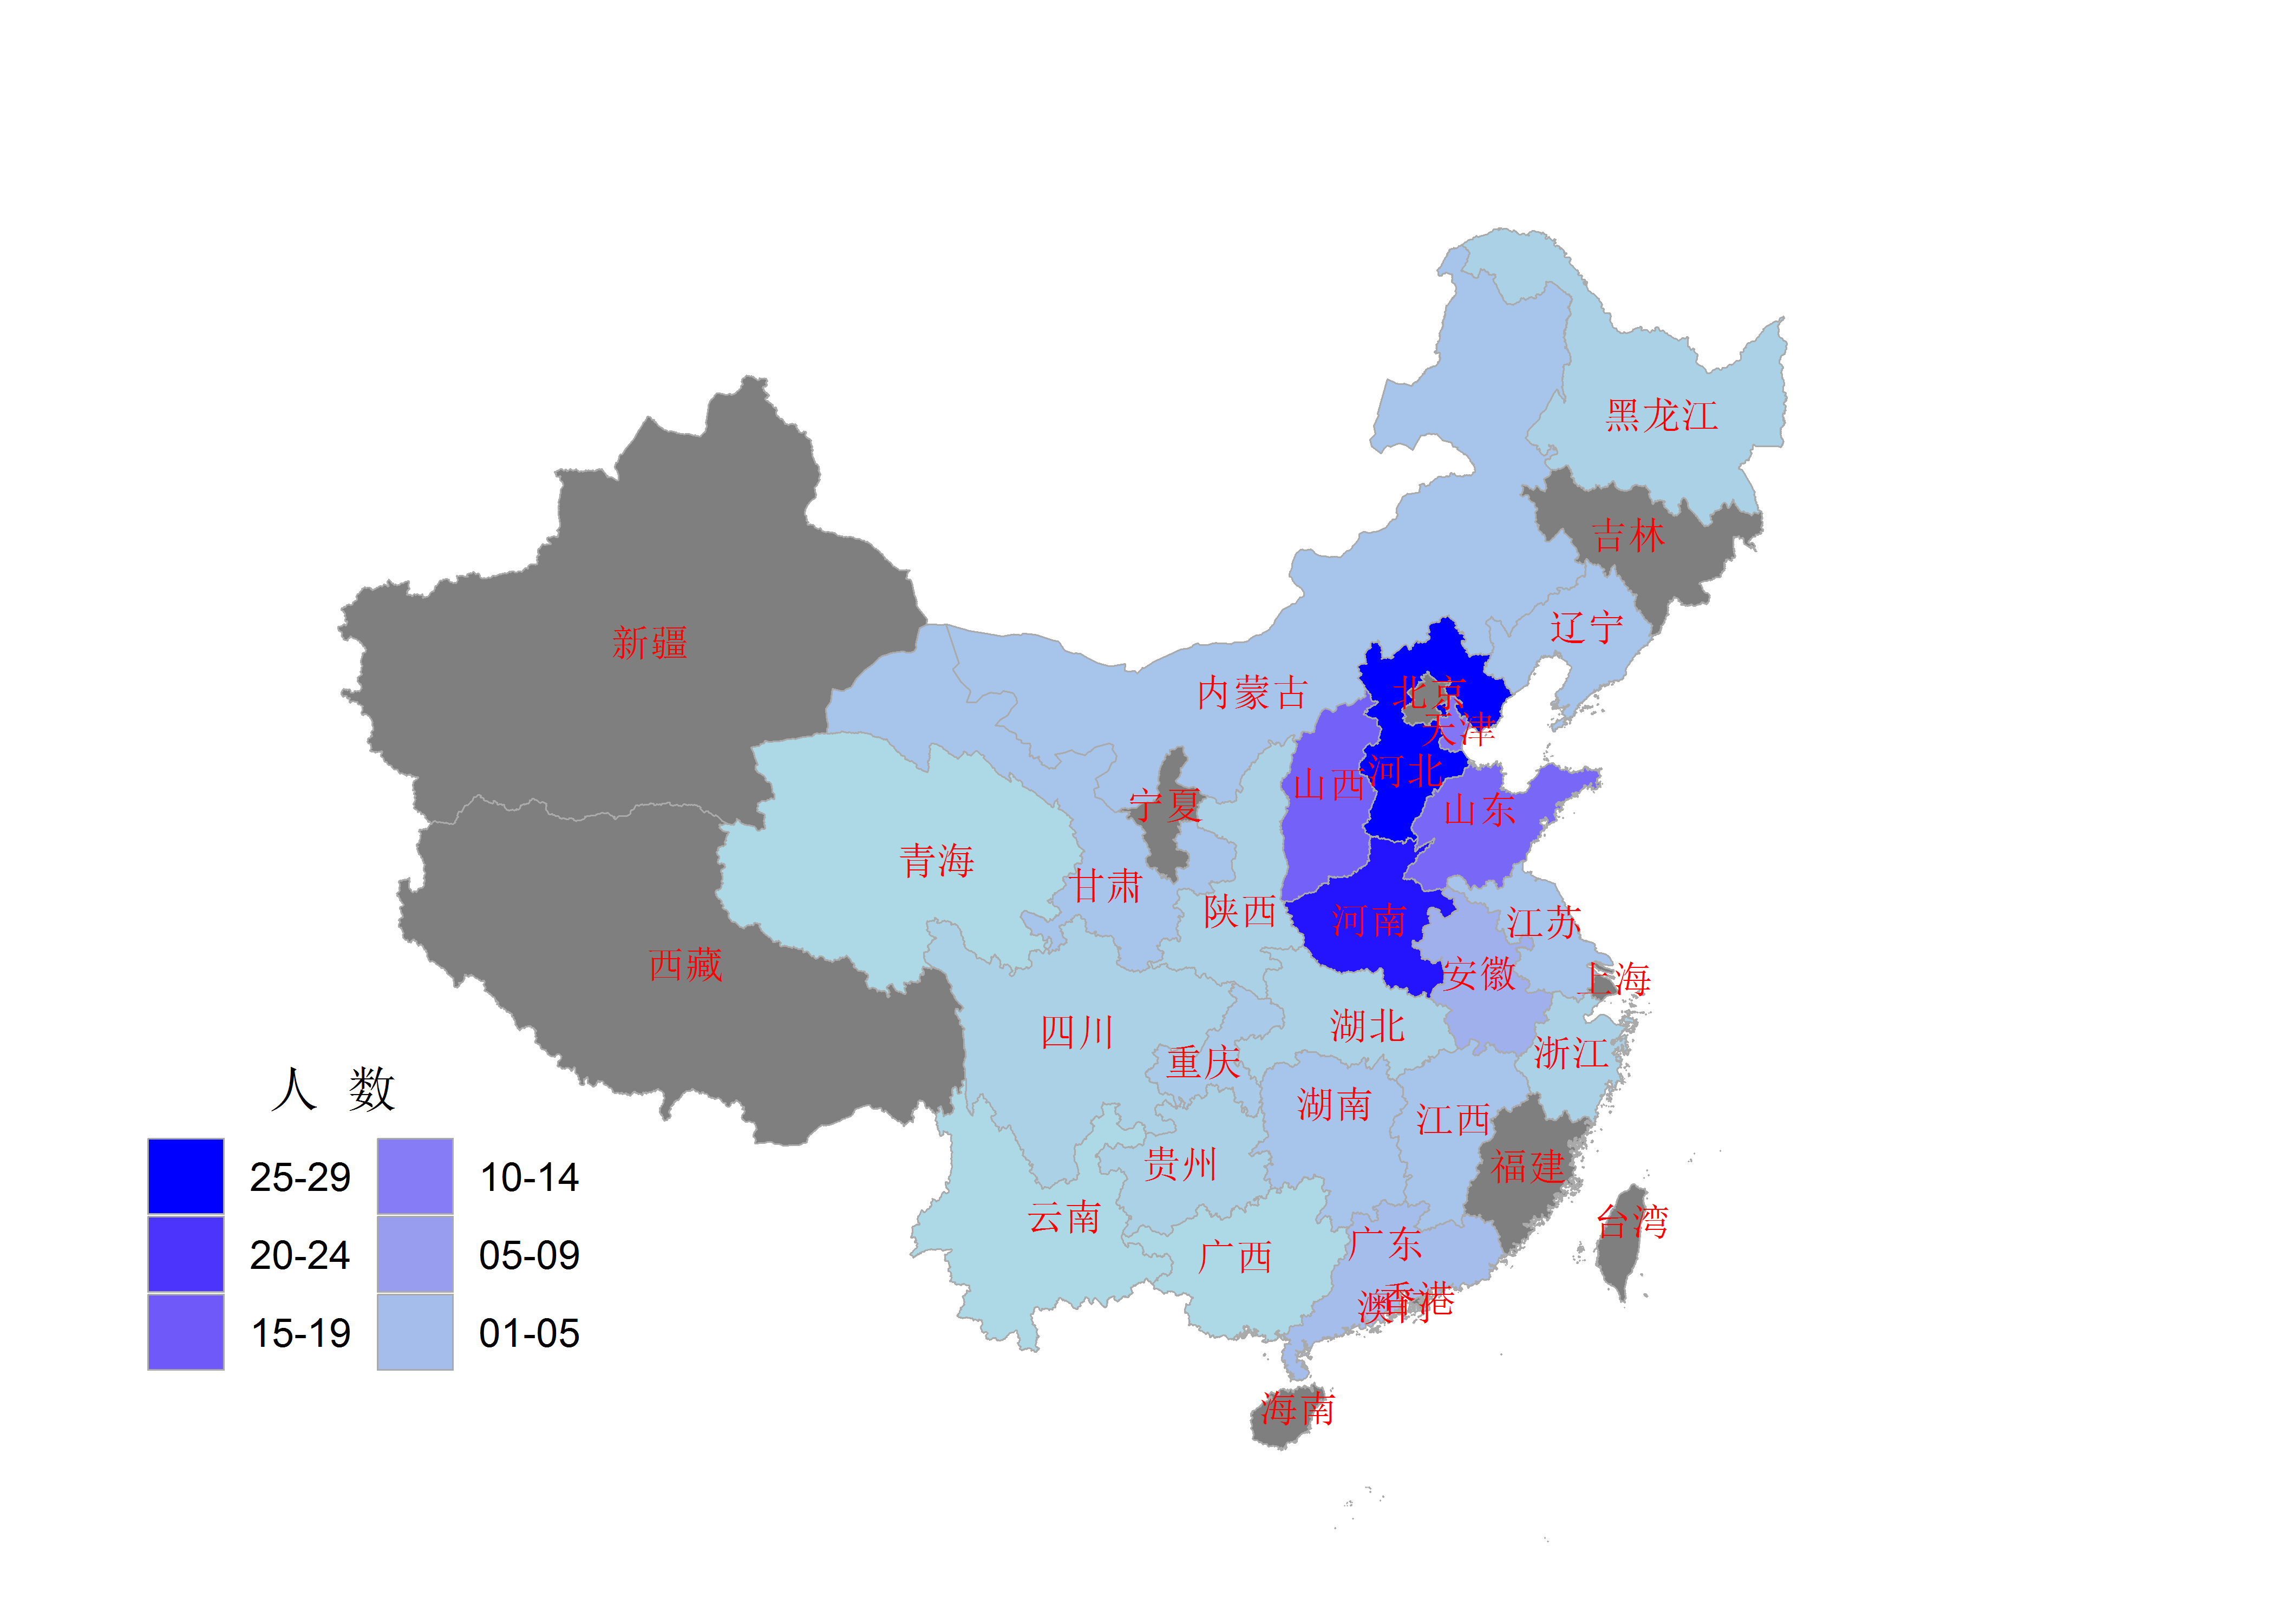 黑龙江
吉林
新疆
辽宁
内蒙古
北京
天津
河北
山西
宁夏
山东
青海
甘肃
陕西
河南
江苏
西藏
安徽
上海
四川
湖北
重庆
浙江
湖南
江西
贵州
福建
云南
台湾
广东
广西
香港
澳门
海南
人 数
25-29 10-14
20-24 05-09
15-19 01-05